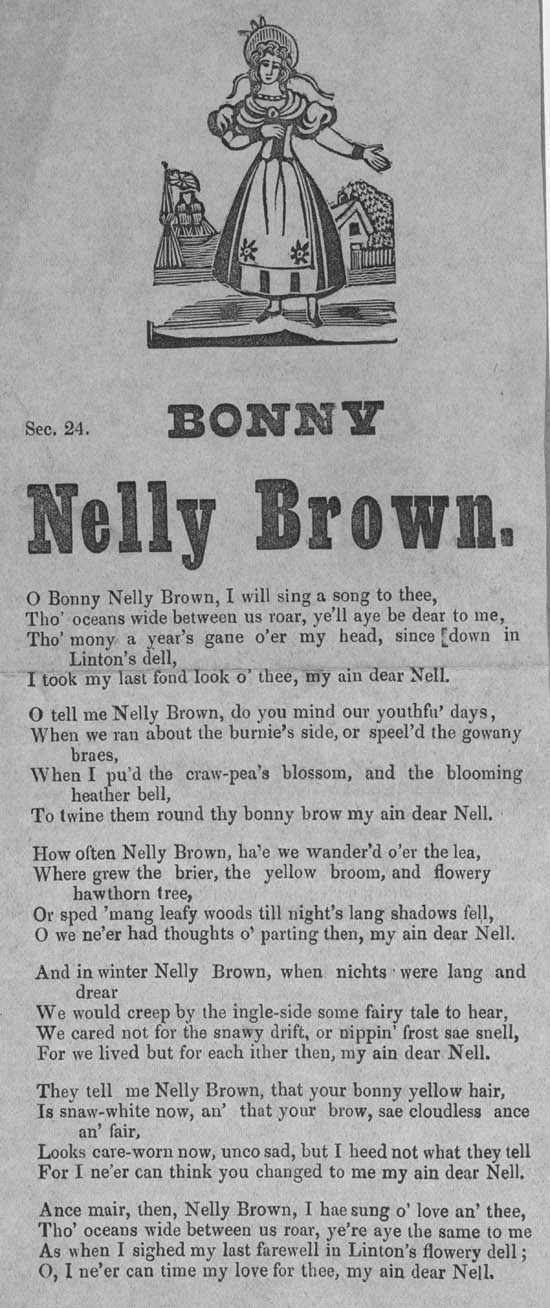 Sec. 24.
BONNY
Nelly Brown.
O Bonny Nelly Brown, I will sing a song to thee,
Tho' oceans wide between us roar, ye'll aye be dear to me,
Tho' mony a year's gane o'er my head, since [down in
Linton's dell,
I took my last fond look o' thee, my ain dear Nell.
O tell me Nelly Brown, do you mind our youthfu' days,
When we ran about the burnie's side, or speel'd the gowany
braes,
When I pu'd the craw-pea's blossom, and the blooming
heather bell,
To twine them round thy bonny brow my ain dear Nell.
How often Nelly Brown, ha'e we wander'd o'er the lea,
Where grew the brier, the yellow broom, and flowery
hawthorn tree,
Or sped 'mang leafy woods till night's lang shadows fell,
O we ne'er had thoughts o' parting then, my ain dear Nell.
And in winter Nelly Brown, when nichts were lang and
drear
We would creep by the ingle-side some fairy tale to hear,
We cared not for the snawy drift, or nippin' frost sae snell,
For we lived but for each ither then, my ain dear Nell.
They tell me Nelly Brown, that your bonny yellow hair,
Is snaw-white now, an' that your brow, sae cloudless ance
an' fair,
Looks care-worn now, unco sad, but I heed not what they tell
For I ne'er can think you changed to me my ain dear Nell.
Ance mair, then, Nelly Brown, I hae sung o' love an' thee,
Tho' oceans wide between us roar, ye're aye the same to me
As when I sighed my last farewell in Linton's flowery dell ;
O, I ne'er can time my love for thee, my ain dear Nell.